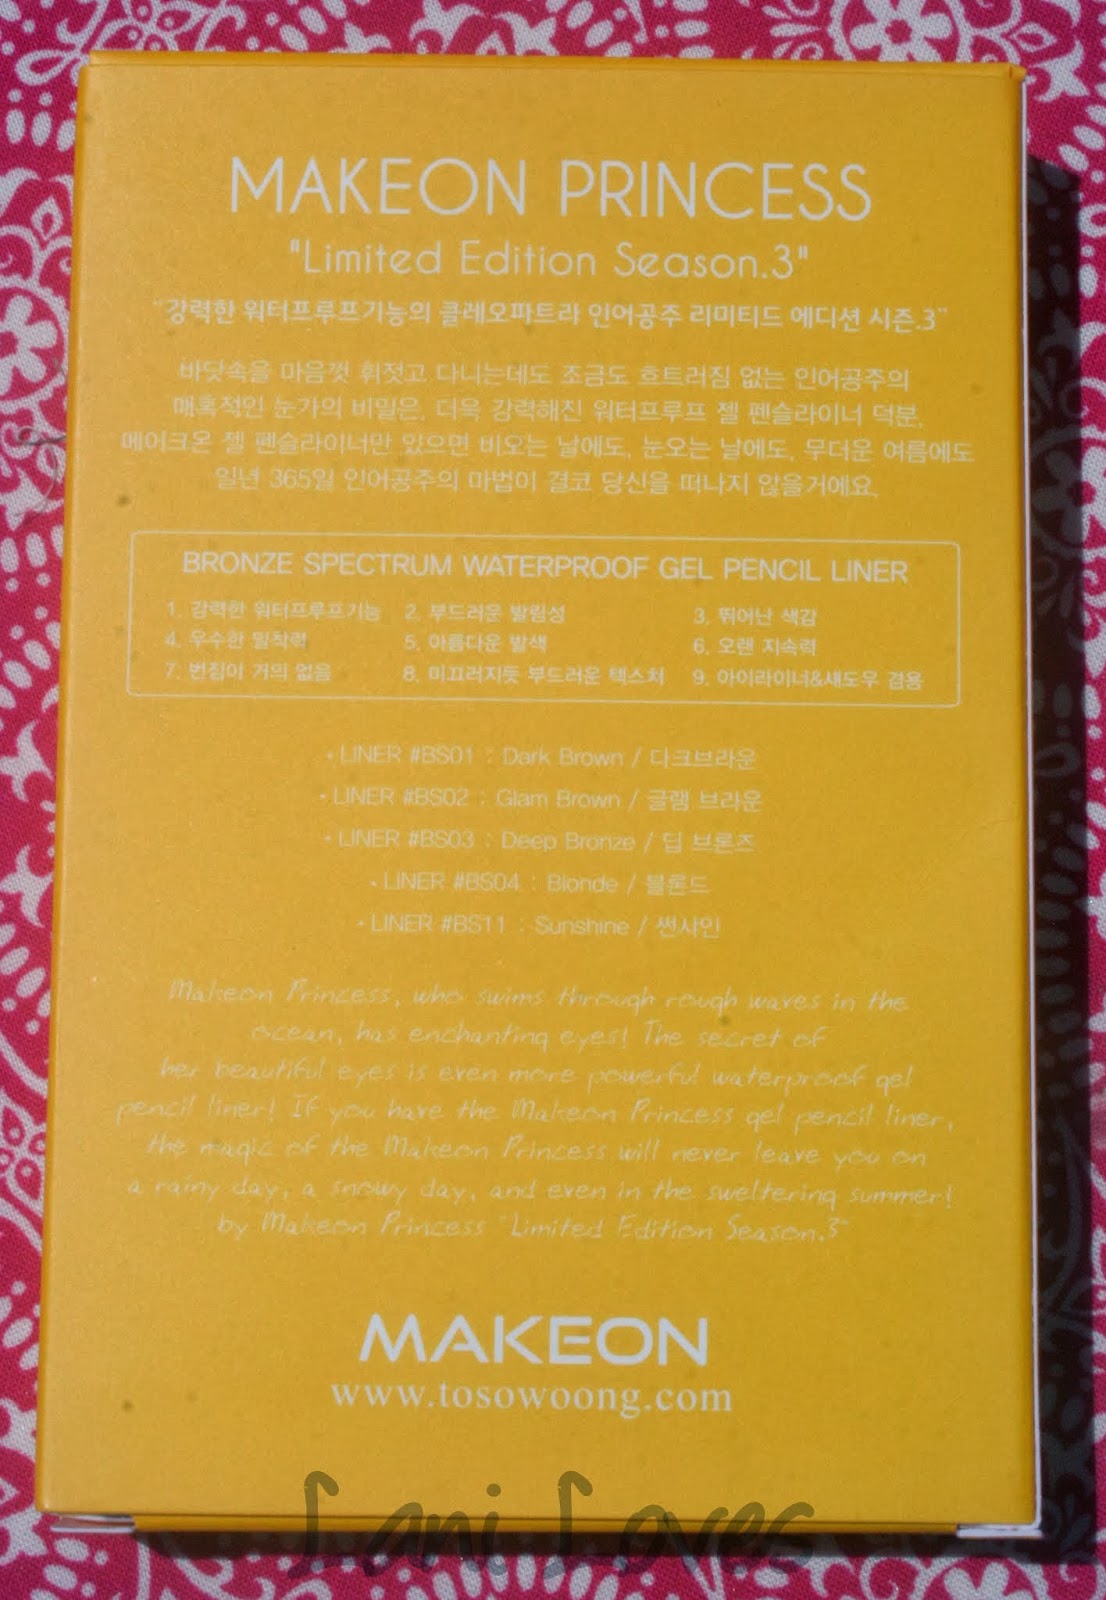 MAKEON PRINCESS
"Limited Edition Season.3"
"강력한 워터프루프기능의 클레오파트라 인어공주 리미티드 에디션 시즌.3"
바닷속을 마음껏 휘젓고 다니는데도 조금도 흐트러짐 없는 인어공주의
매혹적인 눈가의 비밀은, 더욱 강력해진 워터프루프 젤 펜슬라이너 덕분,
메이크온 젤 펜슬라이너만 있으면 비오는 날에도, 눈오는 날에도, 무더운 여름에도
일년 365일 인어공주의 마법이 결코 당신을 떠나지 않을거에요.
BRONZE SPECTRUM WATERPROOF GEL PENCIL LINER
1. 강력한 워터프루프기능 2. 부드러운 발림성 3. 뛰어난 색감
4. 우수한 밀착력 5. 아름다운 발색 6. 오랜 지속력
7. 번짐이 거의 없음 8. 미끄러지듯 부드러운 텍스처 9. 아이라이너&섀도우 겸용
• LINER #BS01 : Dark Brown / 다크브라운
• LINER #BS02 : Glam Brown / 글램 브라운
• LINER #BS03 : Deep Bronze / 딥 브론즈
• LINER #BS04 : Blonde / 블론드
• LINER #BS11 : Sunshine / 썬샤인
Makeon Princess, who swims through rough waves in the
ocean, has enchanting eyes! The secret of
her beautiful eyes is even more powerful waterproof gel
pencil liner! If you have the Makeon Princess gel pencil liner,
the magic of the Makeon Princess will never leave you on
a rainy day, a snowy day, and even in the sweltering summer!
by Makeon Princess "Limited Edition Season.3"
MAKEON
www.tosowoong.com
Lani Loves